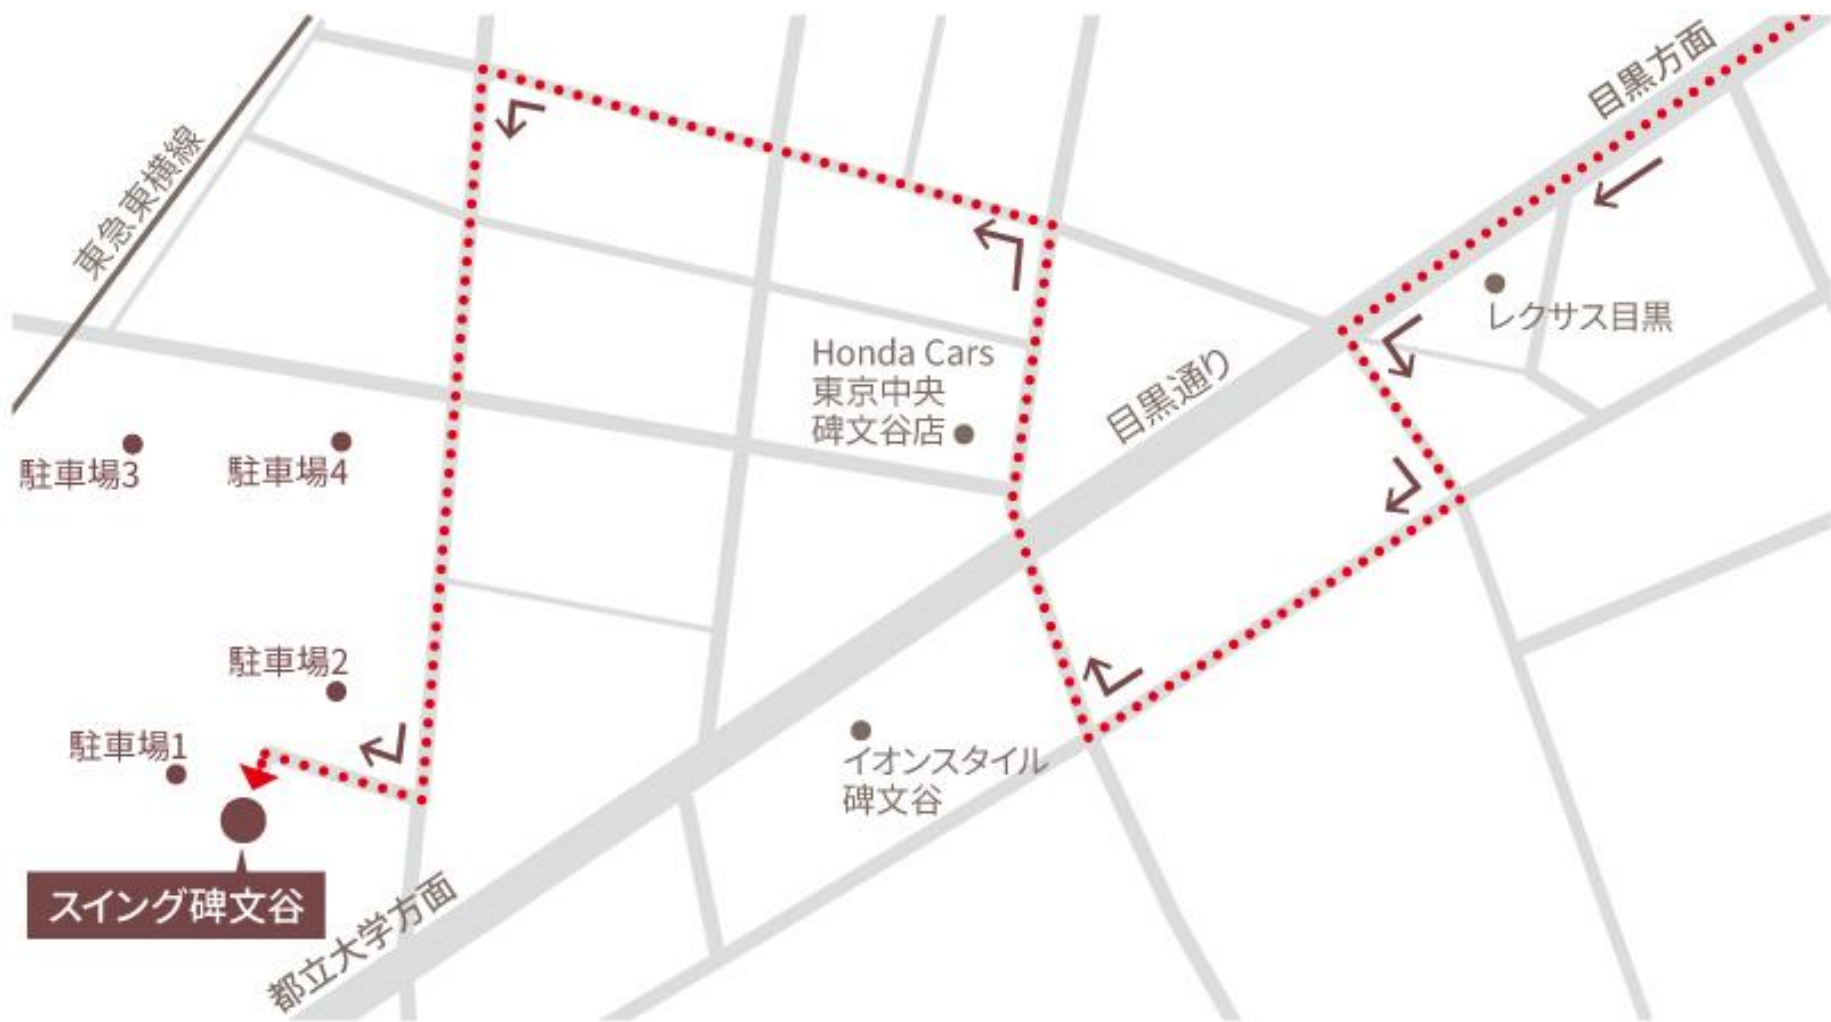 目黒方面
東急東横線
レクサス目黒
Honda Cars
東京中央
碑文谷店
目黒通り
駐車場3
駐車場4
駐車場2
駐車場1
イオンスタイル
碑文谷
スイング碑文谷
都立大学方面